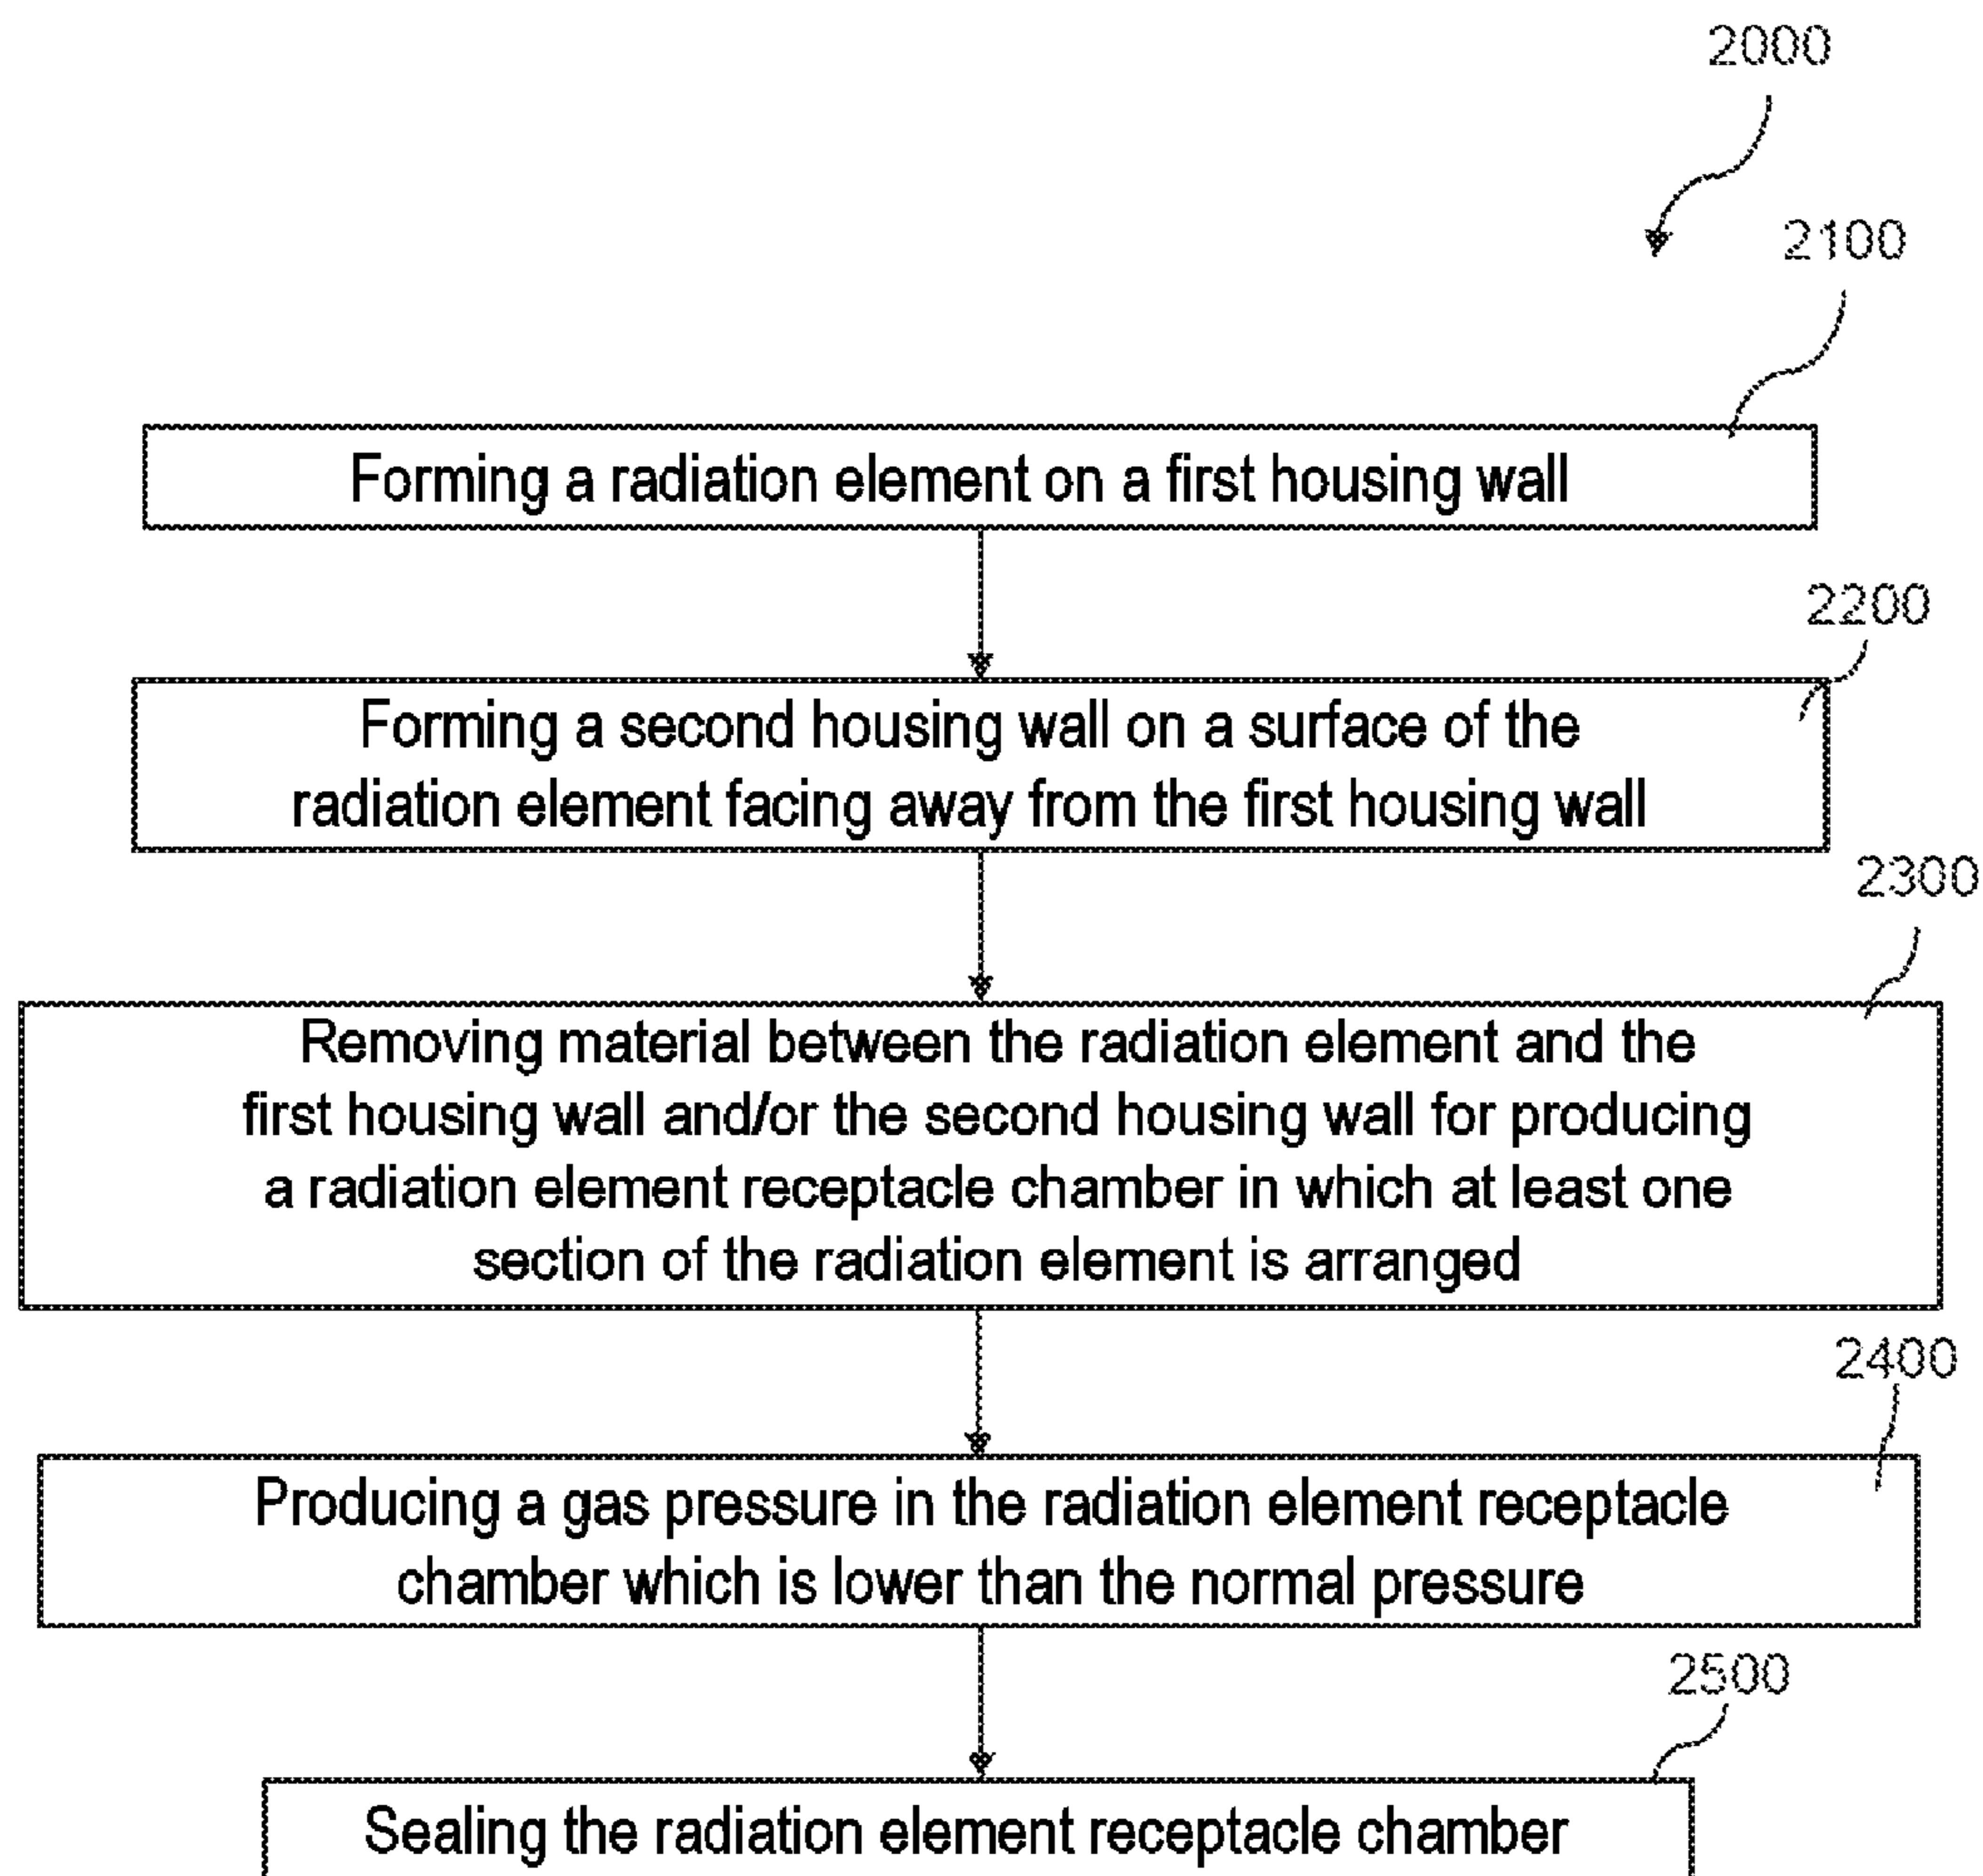 2000
2100
Forming a radiation element on a first housing wall
2200
Forming a second housing wall on a surface of the
radiation element facing away from the first housing wall
2300
Removing material between the radiation element and the
first housing wall and/or the second housing wall for producing
a radiation element receptacle chamber in which at least one
section of the radiation element is arranged
2400
Producing a gas pressure in the radiation element receptacle
chamber which is lower than the normal pressure
2500
Sealing the radiation element receptacle chamber